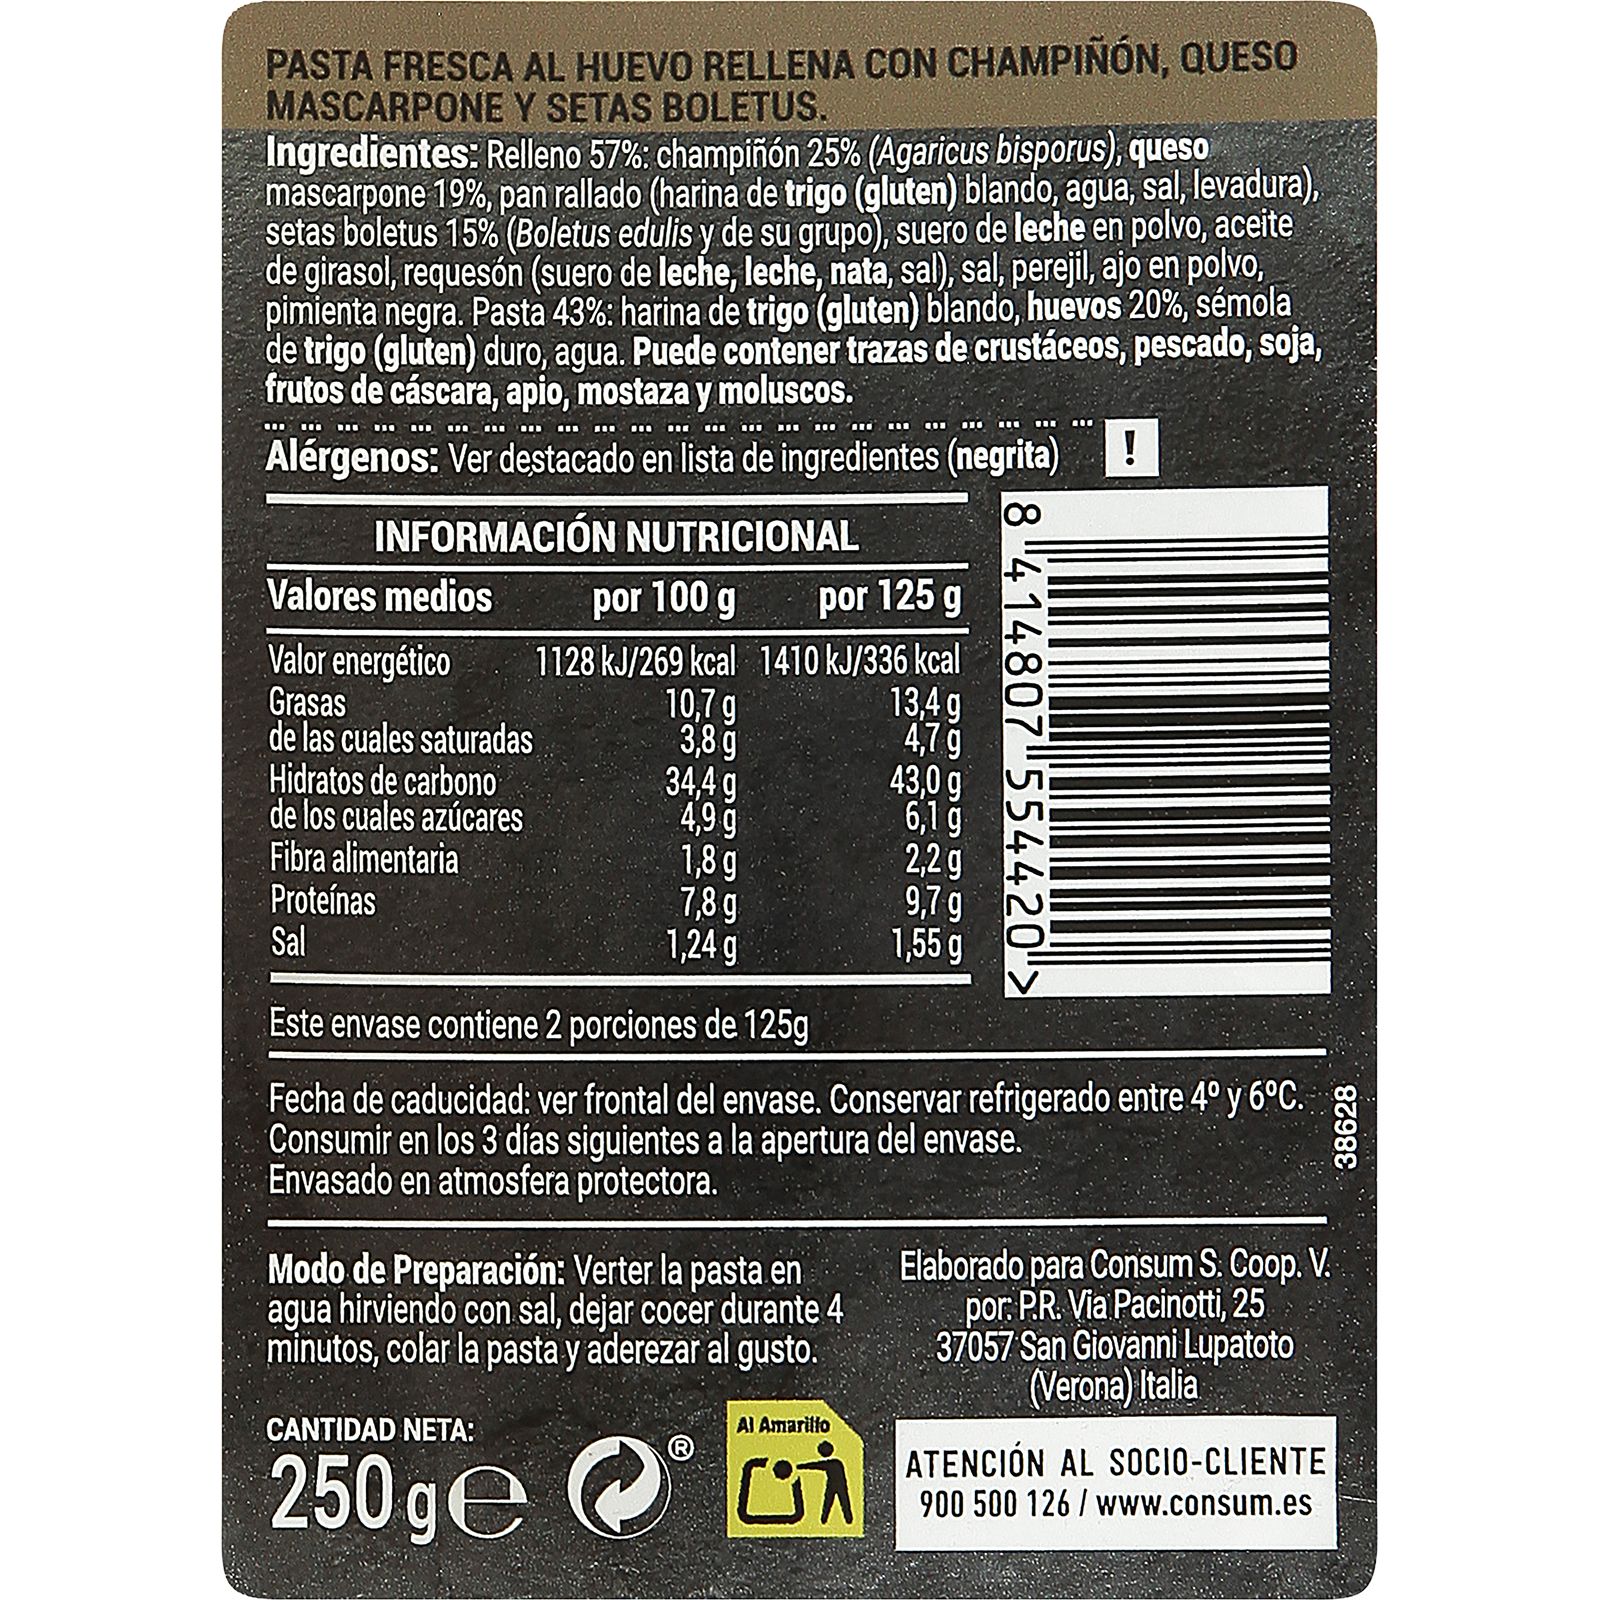 PASTA FRESCA AL HUEVO RELLENA CON CHAMPIÑÓN, QUESO
MASCARPONE Y SETAS BOLETUS.
Ingredientes: Relleno 57%: champiñón 25% (Agaricus bisporus), queso
mascarpone 19%, pan rallado (harina de trigo (gluten) blando, agua, sal, levadura),
setas boletus 15% (Boletus edulis y de su grupo), suero de leche en polvo, aceite
de girasol, requesón (suero de leche, leche, nata, sal), sal, perejil, ajo en polvo,
pimienta negra. Pasta 43%: harina de trigo (gluten) blando, huevos 20%, sémola
de trigo (gluten) duro, agua. Puede contener trazas de crustáceos, pescado, soja,
frutos de cáscara, apio, mostaza y moluscos.
Alérgenos: Ver destacado en lista de ingredientes (negrita) !
INFORMACIÓN NUTRICIONAL
Valores medios por 100 g por 125 g
Valor energético 1128 kJ/269 kcal 1410 kJ/336 kcal
Grasas 10,7 g 13,4 g
de las cuales saturadas 3,8 g 4,7 g
Hidratos de carbono 34,4 g 43,0 g
de los cuales azúcares 4,9 g 6,1 g
Fibra alimentaria 1,8 g 2,2 g
Proteínas 7,8 g 9,7 g
Sal 1,24 g 1,55 g
8 414807 554420 >
Este envase contiene 2 porciones de 125g
Fecha de caducidad: ver frontal del envase. Conservar refrigerado entre 4º y 6ºC.
Consumir en los 3 días siguientes a la apertura del envase.
Envasado en atmosfera protectora.
38628
Modo de Preparación: Verter la pasta en
agua hirviendo con sal, dejar cocer durante 4
minutos, colar la pasta y aderezar al gusto.
Elaborado para Consum S. Coop. V.
por: P.R. Via Pacinotti, 25
37057 San Giovanni Lupatoto
(Verona) Italia
CANTIDAD NETA:
250 g e
®
Al Amarillo
ATENCIÓN AL SOCIO-CLIENTE
900 500 126 / www.consum.es